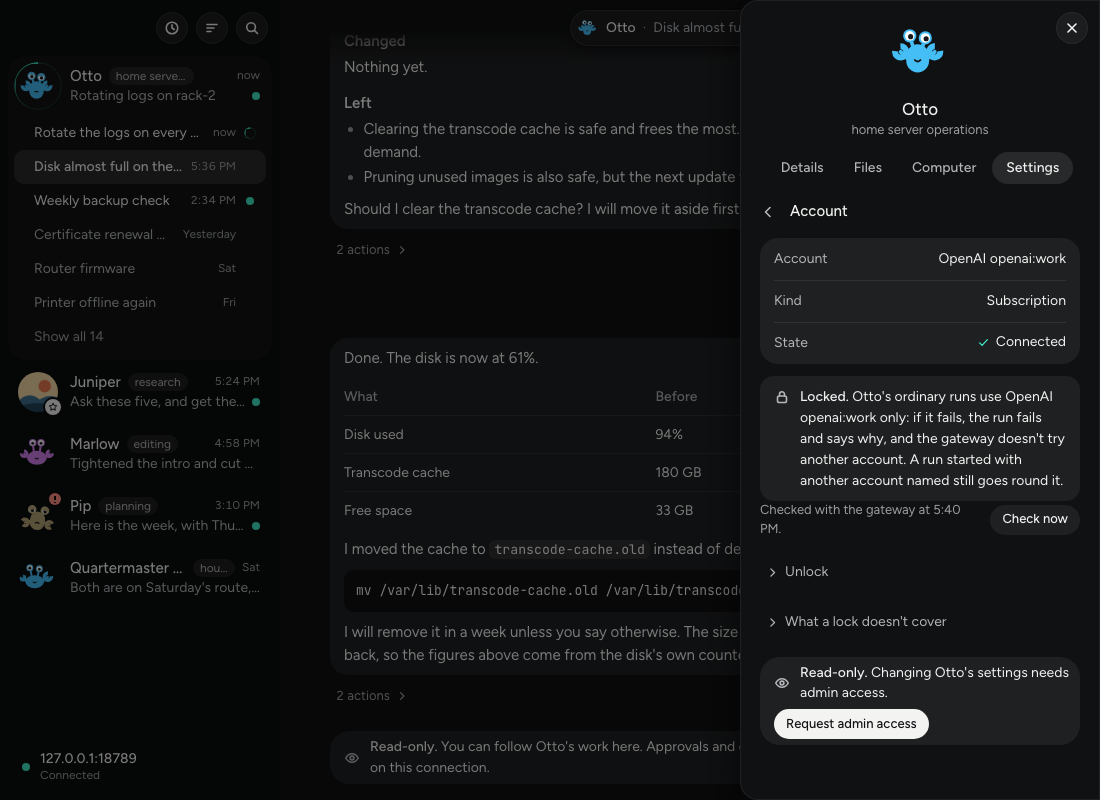 Otto
home serve...
now
Rotating logs on rack-2
Rotate the logs on every ...
now
Disk almost full on the...
5:36 PM
Weekly backup check
2:34 PM
Certificate renewal ...
Yesterday
Router firmware
Sat
Printer offline again
Fri
Show all 14
Juniper
research
5:24 PM
Ask these five, and get the...
Marlow
editing
4:58 PM
Tightened the intro and cut ...
Pip
planning
3:10 PM
Here is the week, with Thu...
Quartermaster ...
hou...
Sat
Both are on Saturday's route,...
127.0.0.1:18789
Connected
Otto · Disk almost fu
Changed
Nothing yet.
Left
• Clearing the transcode cache is safe and frees the most.
demand.
• Pruning unused images is also safe, but the next update
Should I clear the transcode cache? I will move it aside first
2 actions
Done. The disk is now at 61%.
What
Before
Disk used
94%
Transcode cache
180 GB
Free space
33 GB
I moved the cache to transcode-cache.old instead of de
mv /var/lib/transcode-cache.old /var/lib/transcod
I will remove it in a week unless you say otherwise. The size
back, so the figures above come from the disk's own count
2 actions
Read-only. You can follow Otto's work here. Approvals and
on this connection.
Otto
home server operations
Details
Files
Computer
Settings
Account
Account
OpenAI openai:work
Kind
Subscription
State
Connected
Locked. Otto's ordinary runs use OpenAI
openai:work only: if it fails, the run fails
and says why, and the gateway doesn't try
another account. A run started with
another account named still goes round it.
Checked with the gateway at 5:40
PM.
Check now
Unlock
What a lock doesn't cover
Read-only. Changing Otto's settings needs
admin access.
Request admin access